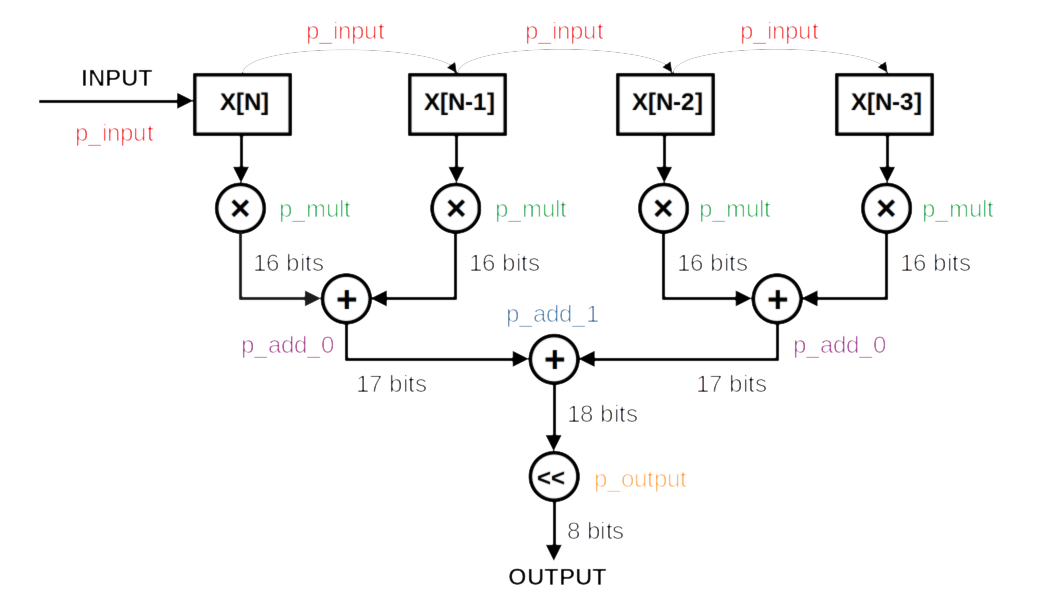 p_input p_input p_input
INPUT
X[N] X[N-1] X[N-2] X[N-3]
p_input
× p_mult × p_mult × p_mult × p_mult
16 bits 16 bits 16 bits 16 bits
+ +
p_add_1
p_add_0 p_add_0
+
17 bits 17 bits
18 bits
<< p_output
8 bits
OUTPUT